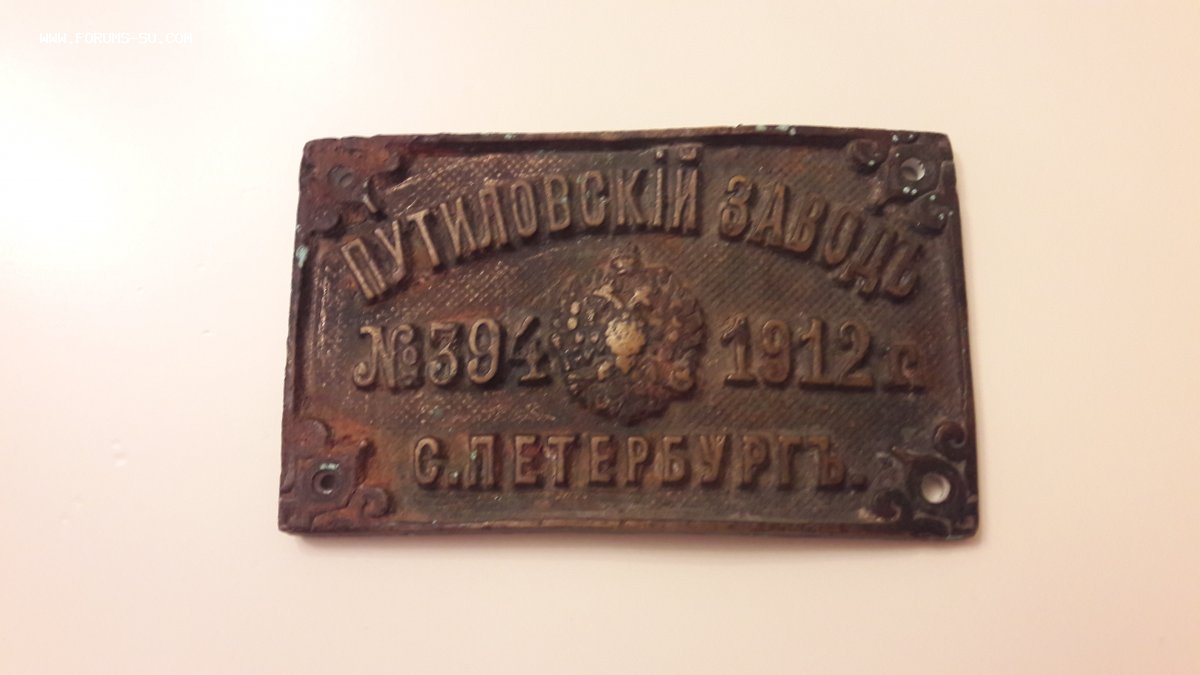 WWW.FORUMS-SU.COM
ПУТИЛОВСКІЙ ЗАВОДЪ
№394 1912 г.
С.ПЕТЕРБУРГЪ.